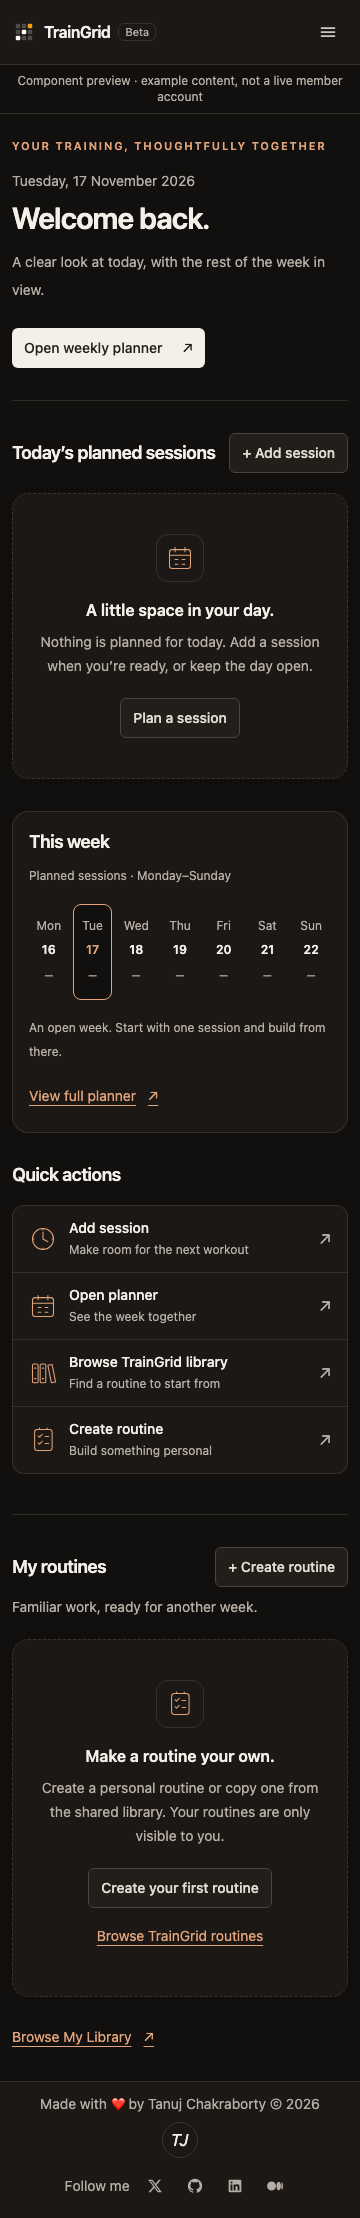 TrainGrid Beta
Component preview · example content, not a live member
account
YOUR TRAINING, THOUGHTFULLY TOGETHER
Tuesday, 17 November 2026
Welcome back.
A clear look at today, with the rest of the week in
view.
Open weekly planner ↗
Today’s planned sessions
+ Add session
A little space in your day.
Nothing is planned for today. Add a session
when you’re ready, or keep the day open.
Plan a session
This week
Planned sessions · Monday–Sunday
Mon Tue Wed Thu Fri Sat Sun
16 17 18 19 20 21 22
– – – – – – –
An open week. Start with one session and build from
there.
View full planner ↗
Quick actions
Add session
Make room for the next workout ↗
Open planner
See the week together ↗
Browse TrainGrid library
Find a routine to start from ↗
Create routine
Build something personal ↗
My routines
+ Create routine
Familiar work, ready for another week.
Make a routine your own.
Create a personal routine or copy one from
the shared library. Your routines are only
visible to you.
Create your first routine
Browse TrainGrid routines
Browse My Library ↗
Made with ❤️ by Tanuj Chakraborty © 2026
TJ
Follow me